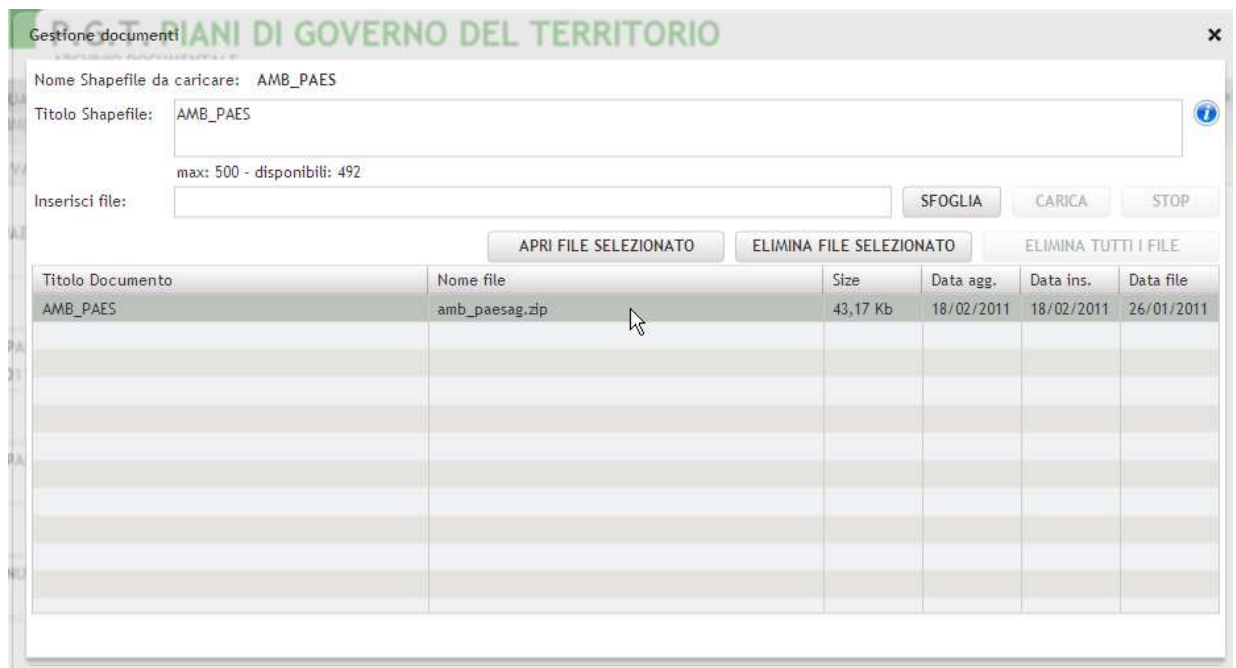 P.G.T. PIANI DI GOVERNO DEL TERRITORIO
Gestione documenti
ARCHIVIO DOCUMENTALE
Nome Shapefile da caricare: AMB_PAES
Titolo Shapefile: AMB_PAES
max: 500 - disponibili: 492
Inserisci file: SFOGLIA CARICA STOP
APRI FILE SELEZIONATO ELIMINA FILE SELEZIONATO ELIMINA TUTTI I FILE
Titolo Documento Nome file Size Data agg. Data ins. Data file
AMB_PAES amb_paesag.zip 43,17 Kb 18/02/2011 18/02/2011 26/01/2011